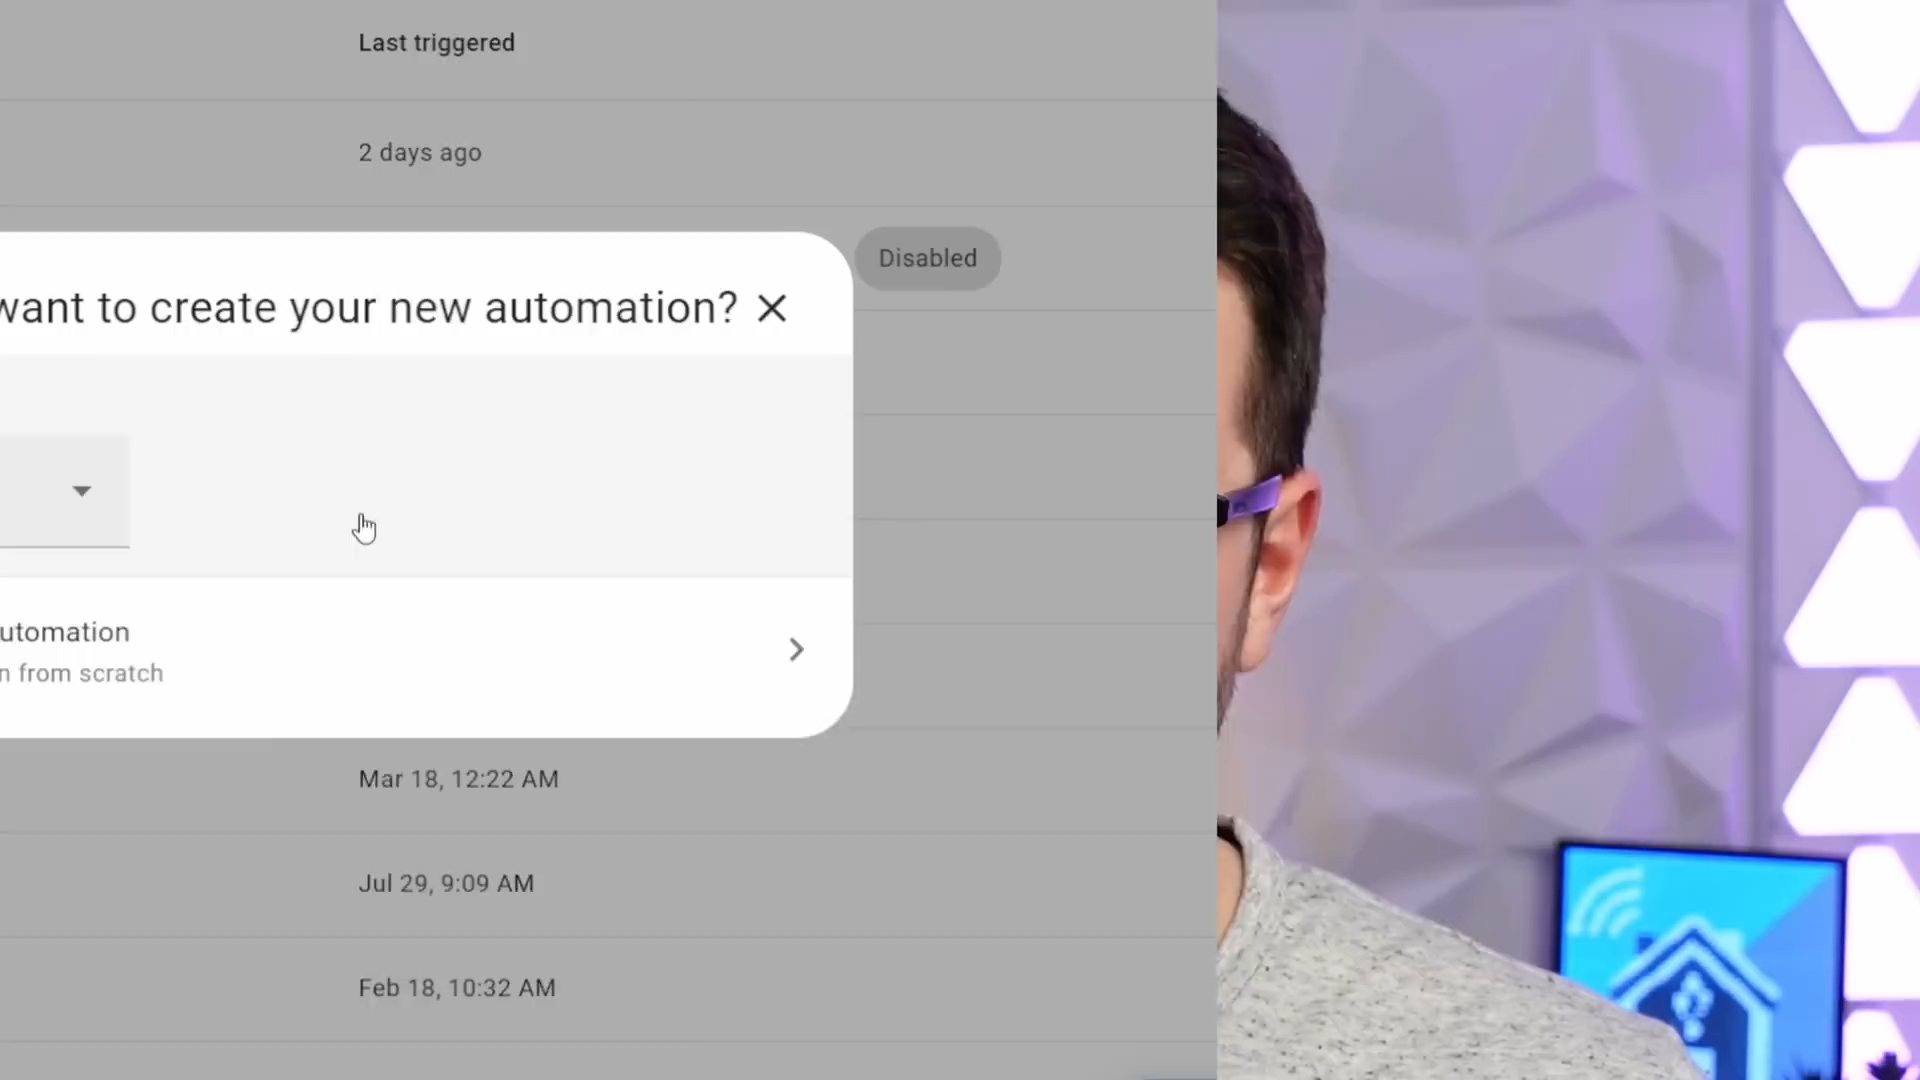 Last triggered
2 days ago
Disabled
want to create your new automation?
utomation
n from scratch
Mar 18, 12:22 AM
Jul 29, 9:09 AM
Feb 18, 10:32 AM